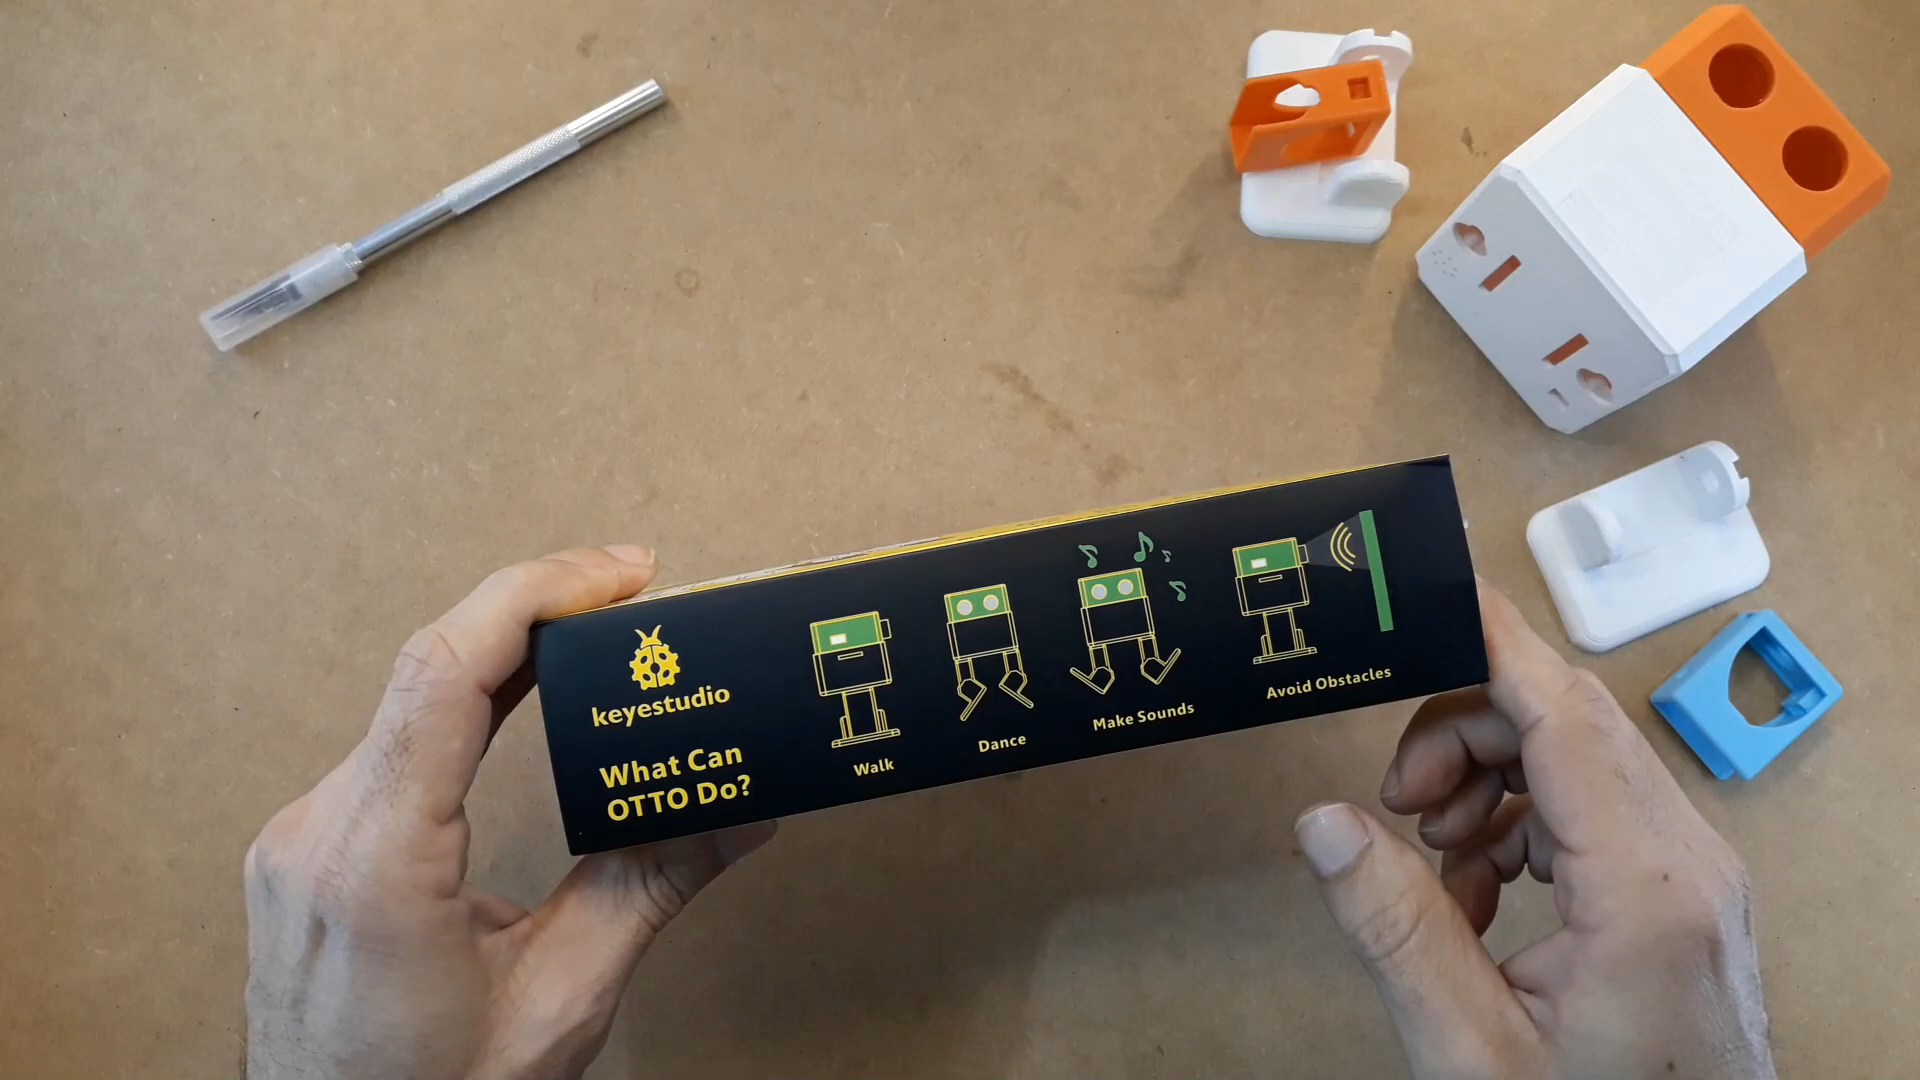 keyestudio
What Can
OTTO Do?
Walk
Dance
Make Sounds
Avoid Obstacles